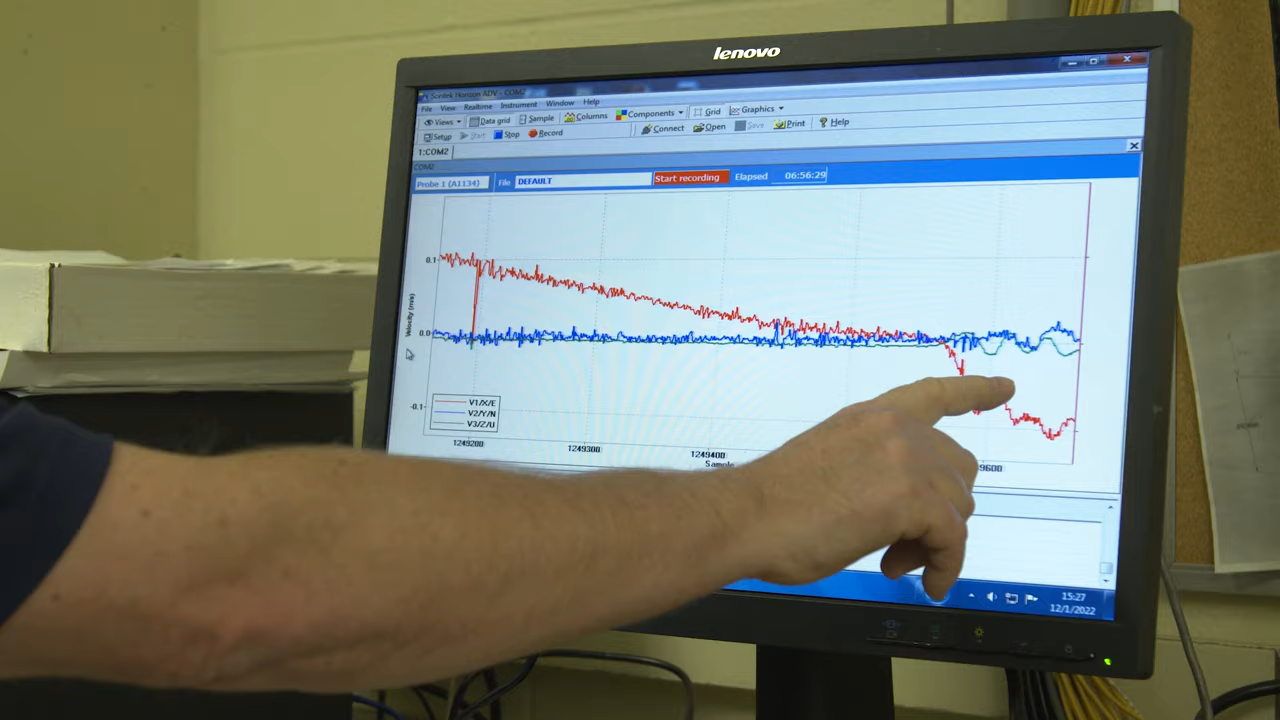 lenovo
Sontek Horizon ADV - COM2
File View Realtime Instrument Window Help
Views Data grid Sample Columns Components Grid Graphics
Setup Start Stop Record Connect Open Save Print Help
1:COM2
COM2
Probe 1 (A1134) File DEFAULT Start recording Elapsed 06:56:29
0.1
Velocity (m/s)
0.0
-0.1
V1/X/E
V2/Y/N
V3/Z/U
1249200 1249300 1249400 9600
Sample
15:27
12/1/2022